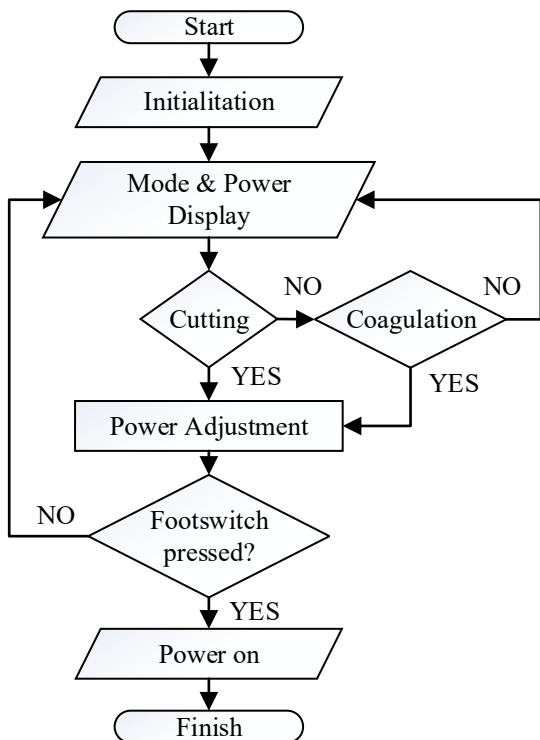 Start
Initialitation
Mode & Power
Display
Cutting
NO
Coagulation
NO
YES
YES
Power Adjustment
NO
Footswitch
pressed?
YES
Power on
Finish